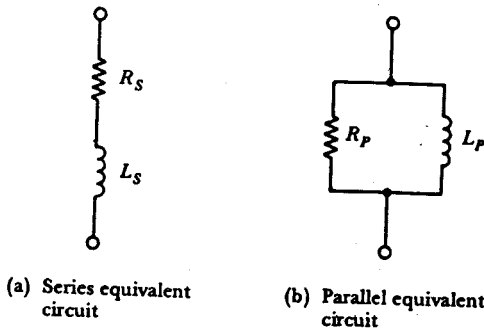 R_S
L_S
R_P
L_P
(a) Series equivalent
circuit
(b) Parallel equivalent
circuit